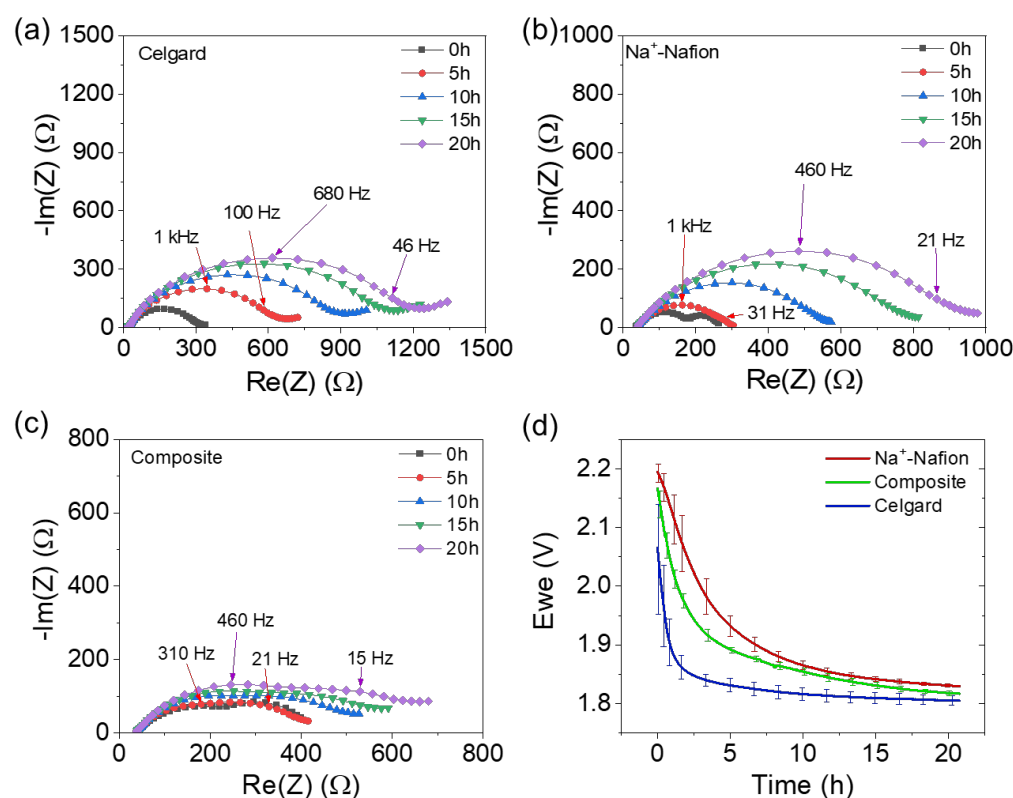 (a)
Celgard
0h
5h
10h
15h
20h
1500
1200
900
600
300
0
-Im(Z) (Ω)
1 kHz
100 Hz
680 Hz
46 Hz
0 300 600 900 1200 1500
Re(Z) (Ω)
(b)
Na⁺-Nafion
0h
5h
10h
15h
20h
1000
800
600
400
200
0
-Im(Z) (Ω)
1 kHz
460 Hz
31 Hz
21 Hz
0 200 400 600 800 1000
Re(Z) (Ω)
(c)
Composite
0h
5h
10h
15h
20h
800
600
400
200
0
-Im(Z) (Ω)
310 Hz
460 Hz
21 Hz
15 Hz
0 200 400 600 800
Re(Z) (Ω)
(d)
Na⁺-Nafion
Composite
Celgard
2.2
2.1
2.0
1.9
1.8
Ewe (V)
0 5 10 15 20
Time (h)